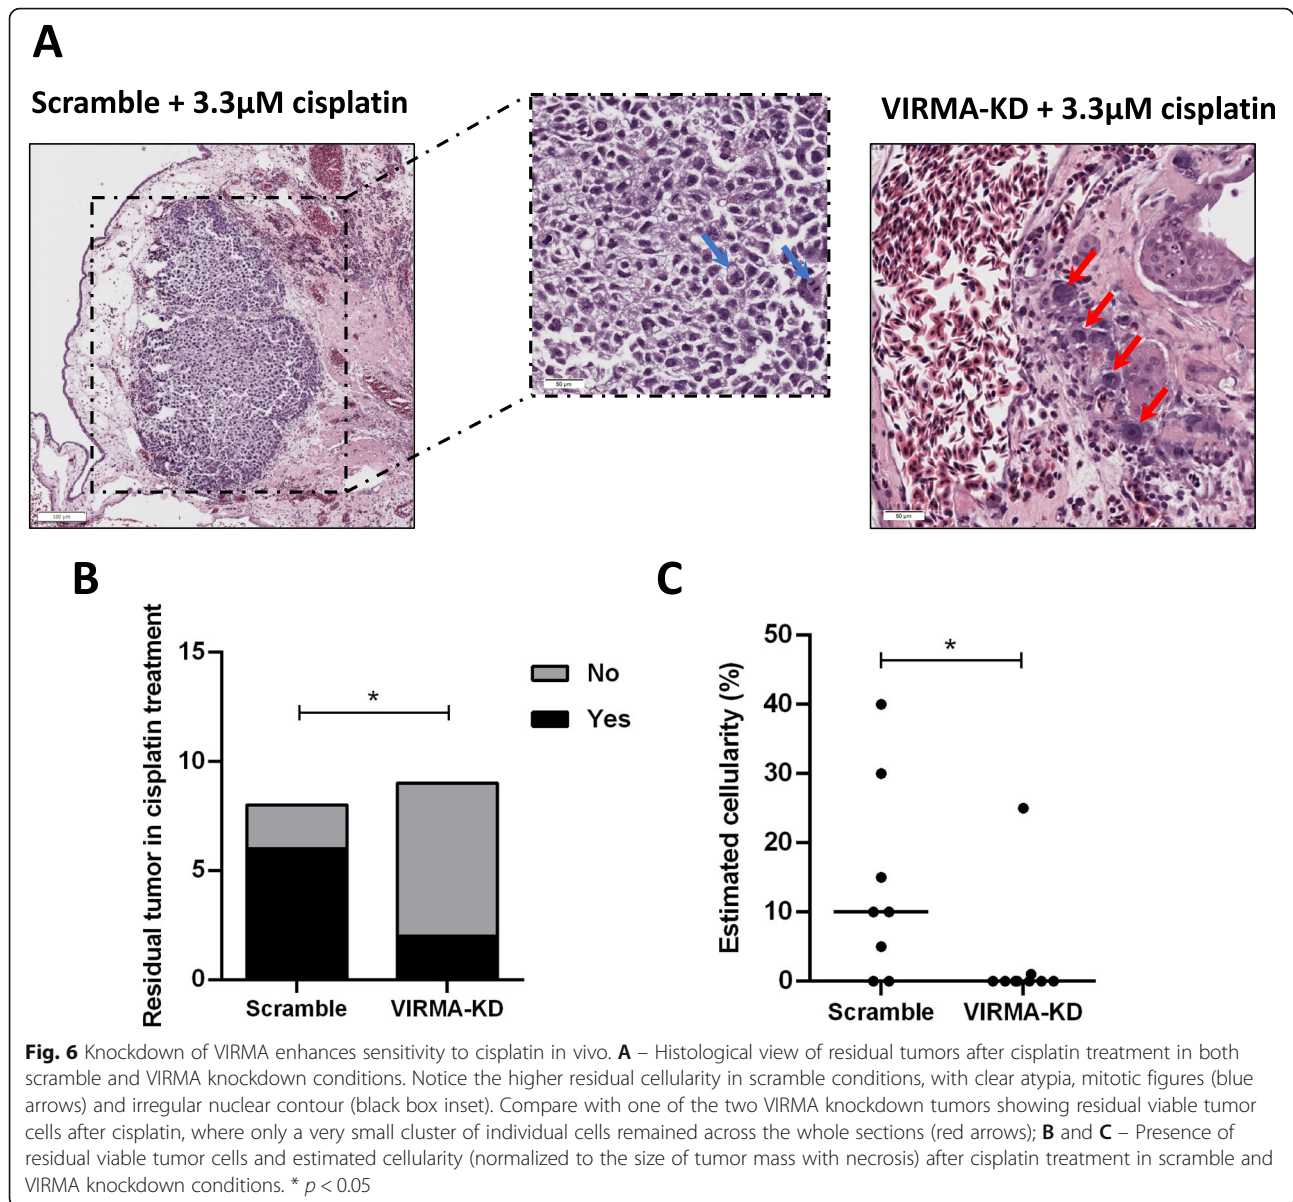 A
Scramble + 3.3µM cisplatin
VIRMA-KD + 3.3µM cisplatin
100 µm
50 µm
50 µm
B
Residual tumor in cisplatin treatment
15
10
5
0
*
Scramble
VIRMA-KD
No
Yes
C
Estimated cellularity (%)
50
40
30
20
10
0
*
Scramble
VIRMA-KD
Fig. 6 Knockdown of VIRMA enhances sensitivity to cisplatin in vivo. A – Histological view of residual tumors after cisplatin treatment in both
scramble and VIRMA knockdown conditions. Notice the higher residual cellularity in scramble conditions, with clear atypia, mitotic figures (blue
arrows) and irregular nuclear contour (black box inset). Compare with one of the two VIRMA knockdown tumors showing residual viable tumor
cells after cisplatin, where only a very small cluster of individual cells remained across the whole sections (red arrows); B and C – Presence of
residual viable tumor cells and estimated cellularity (normalized to the size of tumor mass with necrosis) after cisplatin treatment in scramble and
VIRMA knockdown conditions. * p < 0.05